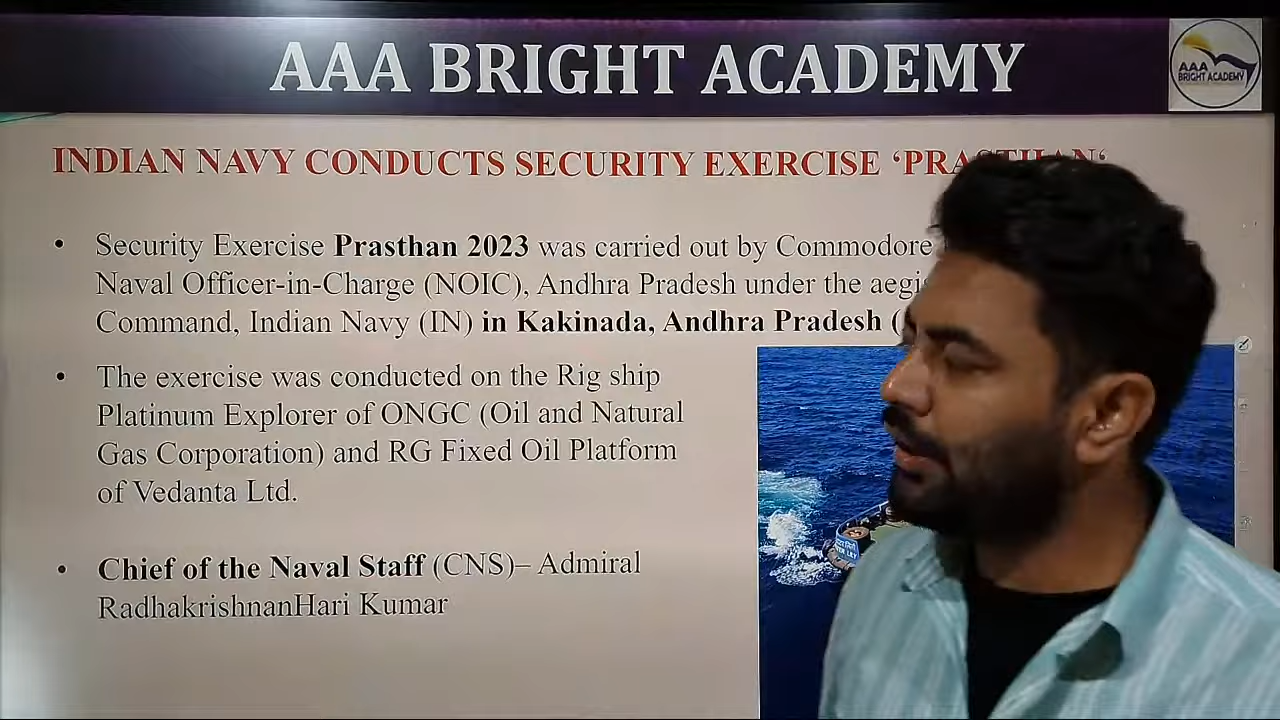 AAA BRIGHT ACADEMY
AAA
BRIGHT ACADEMY
INDIAN NAVY CONDUCTS SECURITY EXERCISE ‘PRASTHAN‘
• Security Exercise Prasthan 2023 was carried out by Commodore
Naval Officer-in-Charge (NOIC), Andhra Pradesh under the
Command, Indian Navy (IN) in Kakinada, Andhra Pradesh (
• The exercise was conducted on the Rig ship
Platinum Explorer of ONGC (Oil and Natural
Gas Corporation) and RG Fixed Oil Platform
of Vedanta Ltd.
• Chief of the Naval Staff (CNS)– Admiral
RadhakrishnanHari Kumar